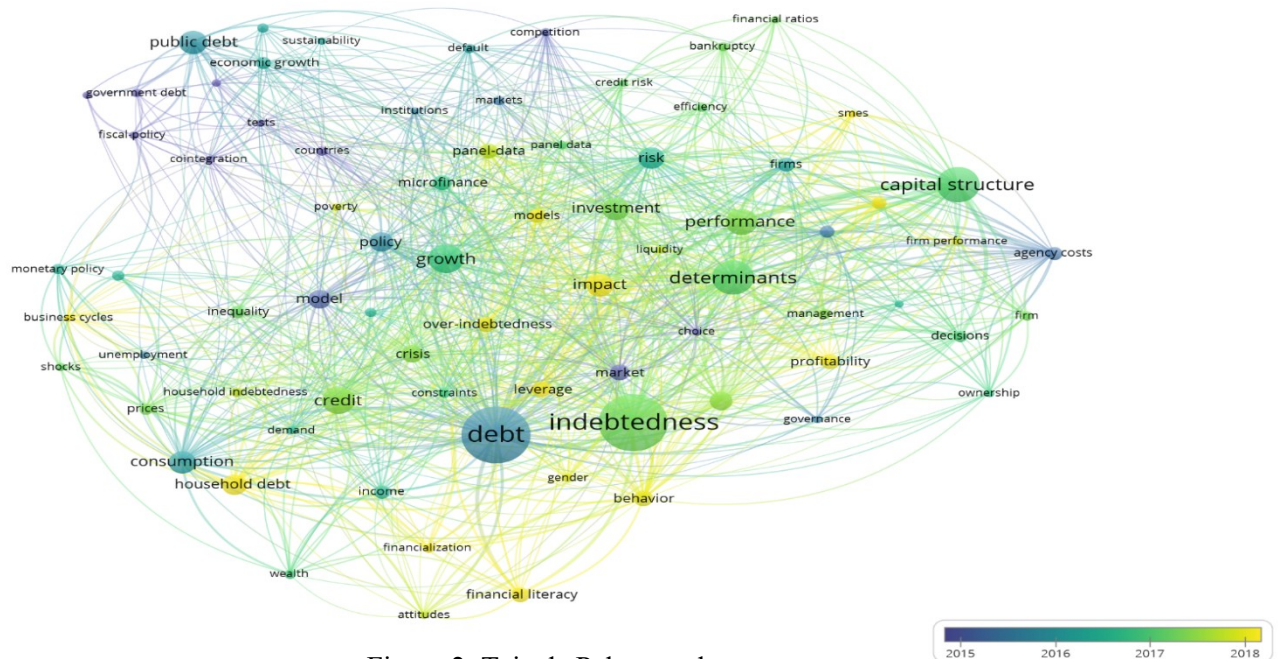 financial ratios
competition
public debt
sustainability
default
bankruptcy
economic growth
credit risk
government debt
markets
institutions
efficiency
smes
tests
fiscal policy
countries
panel-data
panel data
cointegration
risk
firms
microfinance
capital structure
poverty
models
investment
performance
policy
liquidity
firm performance
growth
agency costs
monetary policy
determinants
impact
model
business cycles
inequality
over-indebtedness
choice
management
firm
unemployment
crisis
decisions
shocks
market
profitability
household indebtedness
constraints
leverage
ownership
prices
credit
demand
debt
indebtedness
governance
consumption
household debt
income
gender
behavior
financialization
wealth
financial literacy
attitudes
2015 2016 2017 2018